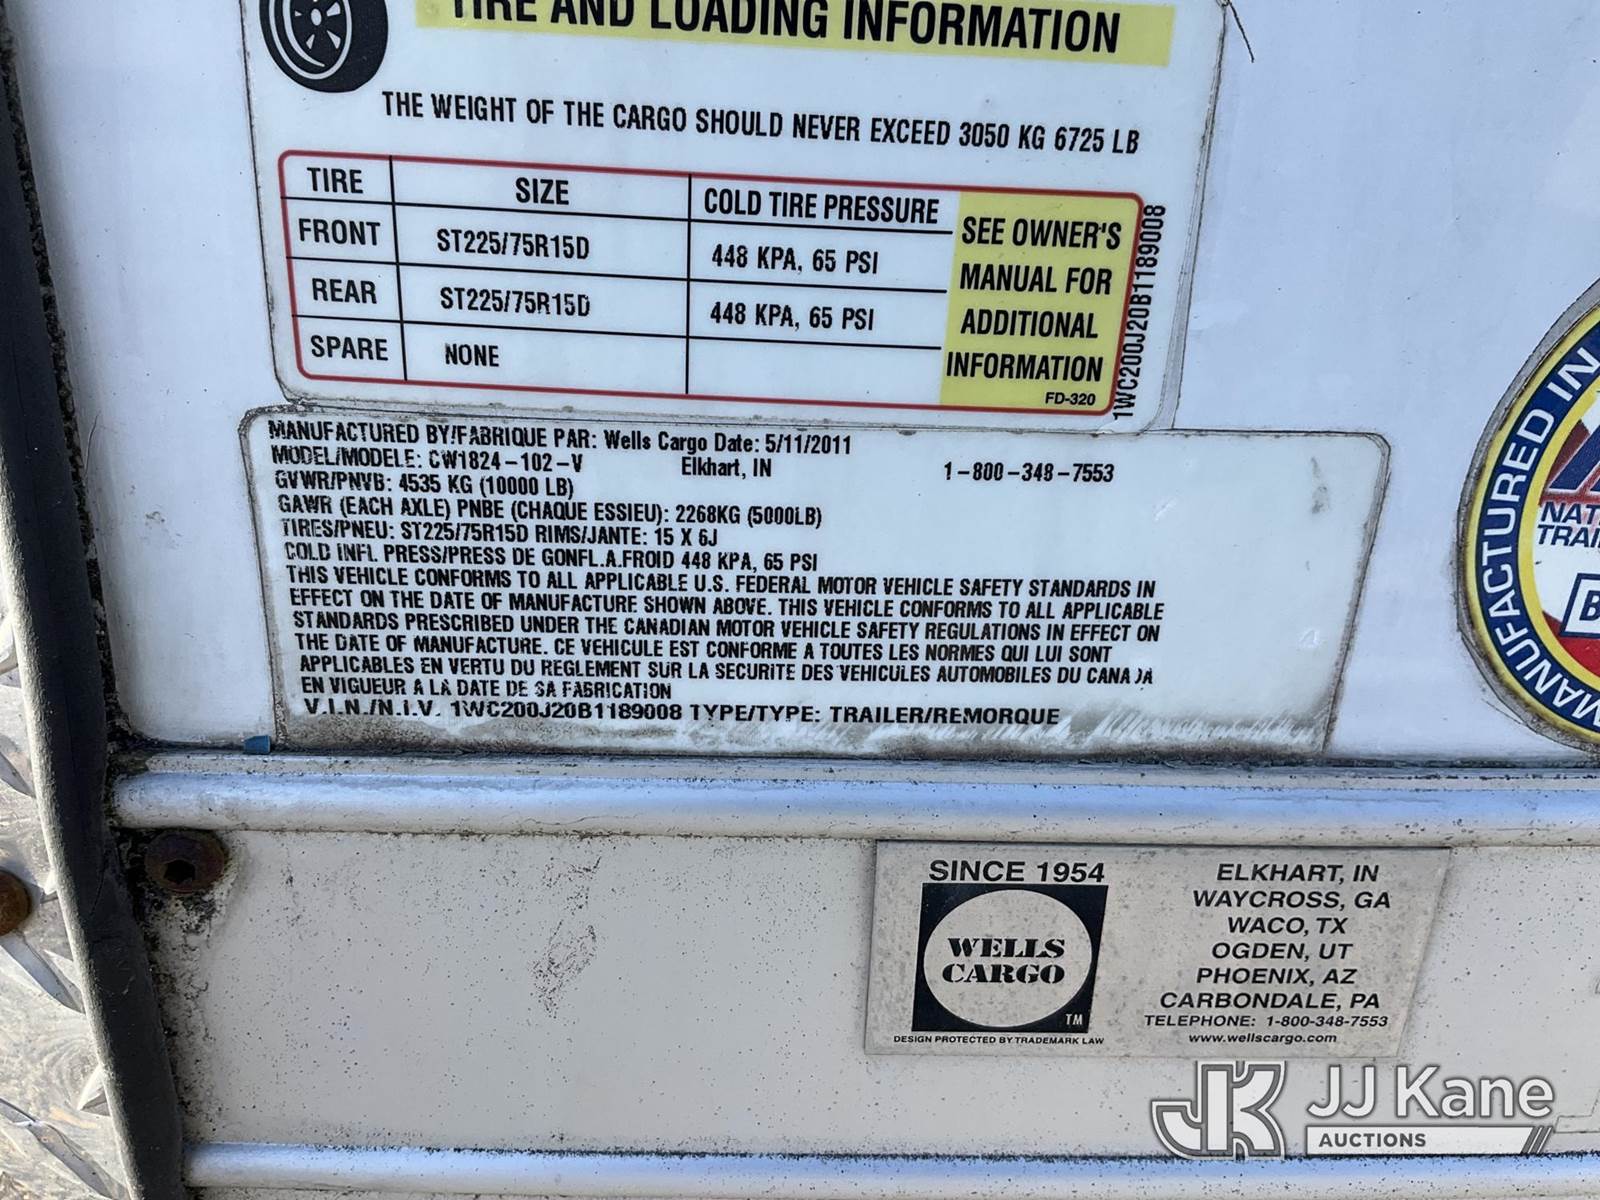 TIRE AND LOADING INFORMATION
THE WEIGHT OF THE CARGO SHOULD NEVER EXCEED 3050 KG 6725 LB
TIRE SIZE COLD TIRE PRESSURE
FRONT ST225/75R15D 448 KPA, 65 PSI
REAR ST225/75R15D 448 KPA, 65 PSI
SPARE NONE
SEE OWNER'S
MANUAL FOR
ADDITIONAL
INFORMATION
FD-320
1WC200J20B1189008
MANUFACTURED BY/FABRIQUE PAR: Wells Cargo Date: 5/11/2011
MODEL/MODELE: CW1824-102-V Elkhart, IN 1-800-348-7553
GVWR/PNVB: 4535 KG (10000 LB)
GAWR (EACH AXLE) PNBE (CHAQUE ESSIEU): 2268KG (5000LB)
TIRES/PNEU: ST225/75R15D RIMS/JANTE: 15 X 6J
COLD INFL. PRESS/PRESS DE GONFL.A.FROID 448 KPA, 65 PSI
THIS VEHICLE CONFORMS TO ALL APPLICABLE U.S. FEDERAL MOTOR VEHICLE SAFETY STANDARDS IN
EFFECT ON THE DATE OF MANUFACTURE SHOWN ABOVE. THIS VEHICLE CONFORMS TO ALL APPLICABLE
STANDARDS PRESCRIBED UNDER THE CANADIAN MOTOR VEHICLE SAFETY REGULATIONS IN EFFECT ON
THE DATE OF MANUFACTURE. CE VEHICULE EST CONFORME A TOUTES LES NORMES QUI LUI SONT
APPLICABLES EN VERTU DU REGLEMENT SUR LA SECURITE DES VEHICULES AUTOMOBILES DU CANADA
EN VIGUEUR A LA DATE DE SA FABRICATION
V.I.N./N.I.V. 1WC200J20B1189008 TYPE/TYPE: TRAILER/REMORQUE
MANUFACTURED IN
NAT
TRAI
B
SINCE 1954
WELLS
CARGO
TM
DESIGN PROTECTED BY TRADEMARK LAW
ELKHART, IN
WAYCROSS, GA
WACO, TX
OGDEN, UT
PHOENIX, AZ
CARBONDALE, PA
TELEPHONE: 1-800-348-7553
www.wellscargo.com
JK JJ Kane
AUCTIONS